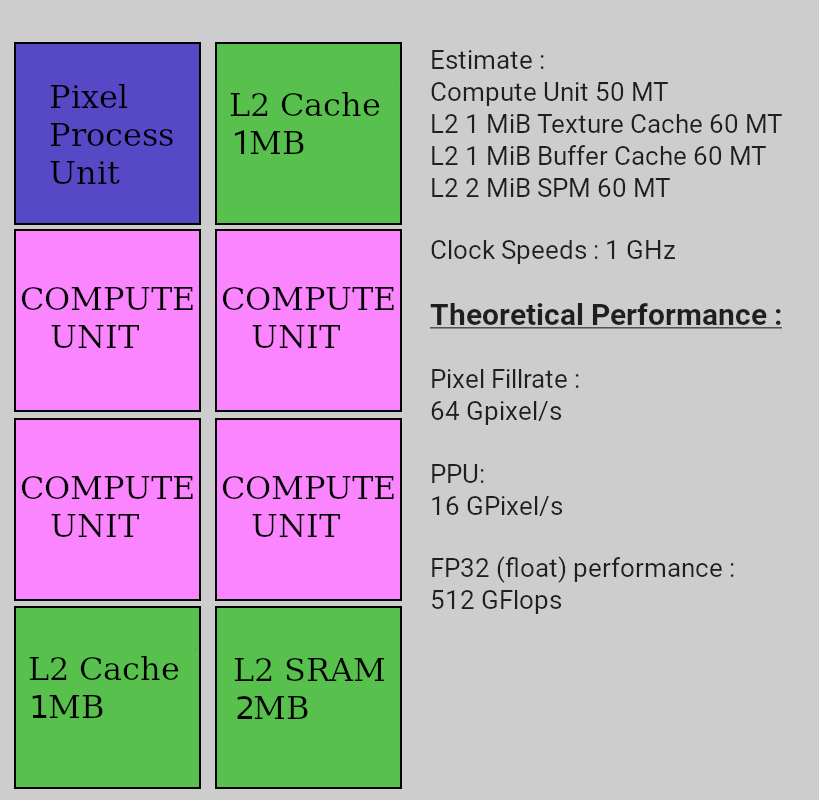 Pixel
Process
Unit
L2 Cache
1MB
COMPUTE
UNIT
COMPUTE
UNIT
COMPUTE
UNIT
COMPUTE
UNIT
L2 Cache
1MB
L2 SRAM
2MB
Estimate :
Compute Unit 50 MT
L2 1 MiB Texture Cache 60 MT
L2 1 MiB Buffer Cache 60 MT
L2 2 MiB SPM 60 MT
Clock Speeds : 1 GHz
Theoretical Performance :
Pixel Fillrate :
64 Gpixel/s
PPU:
16 GPixel/s
FP32 (float) performance :
512 GFlops